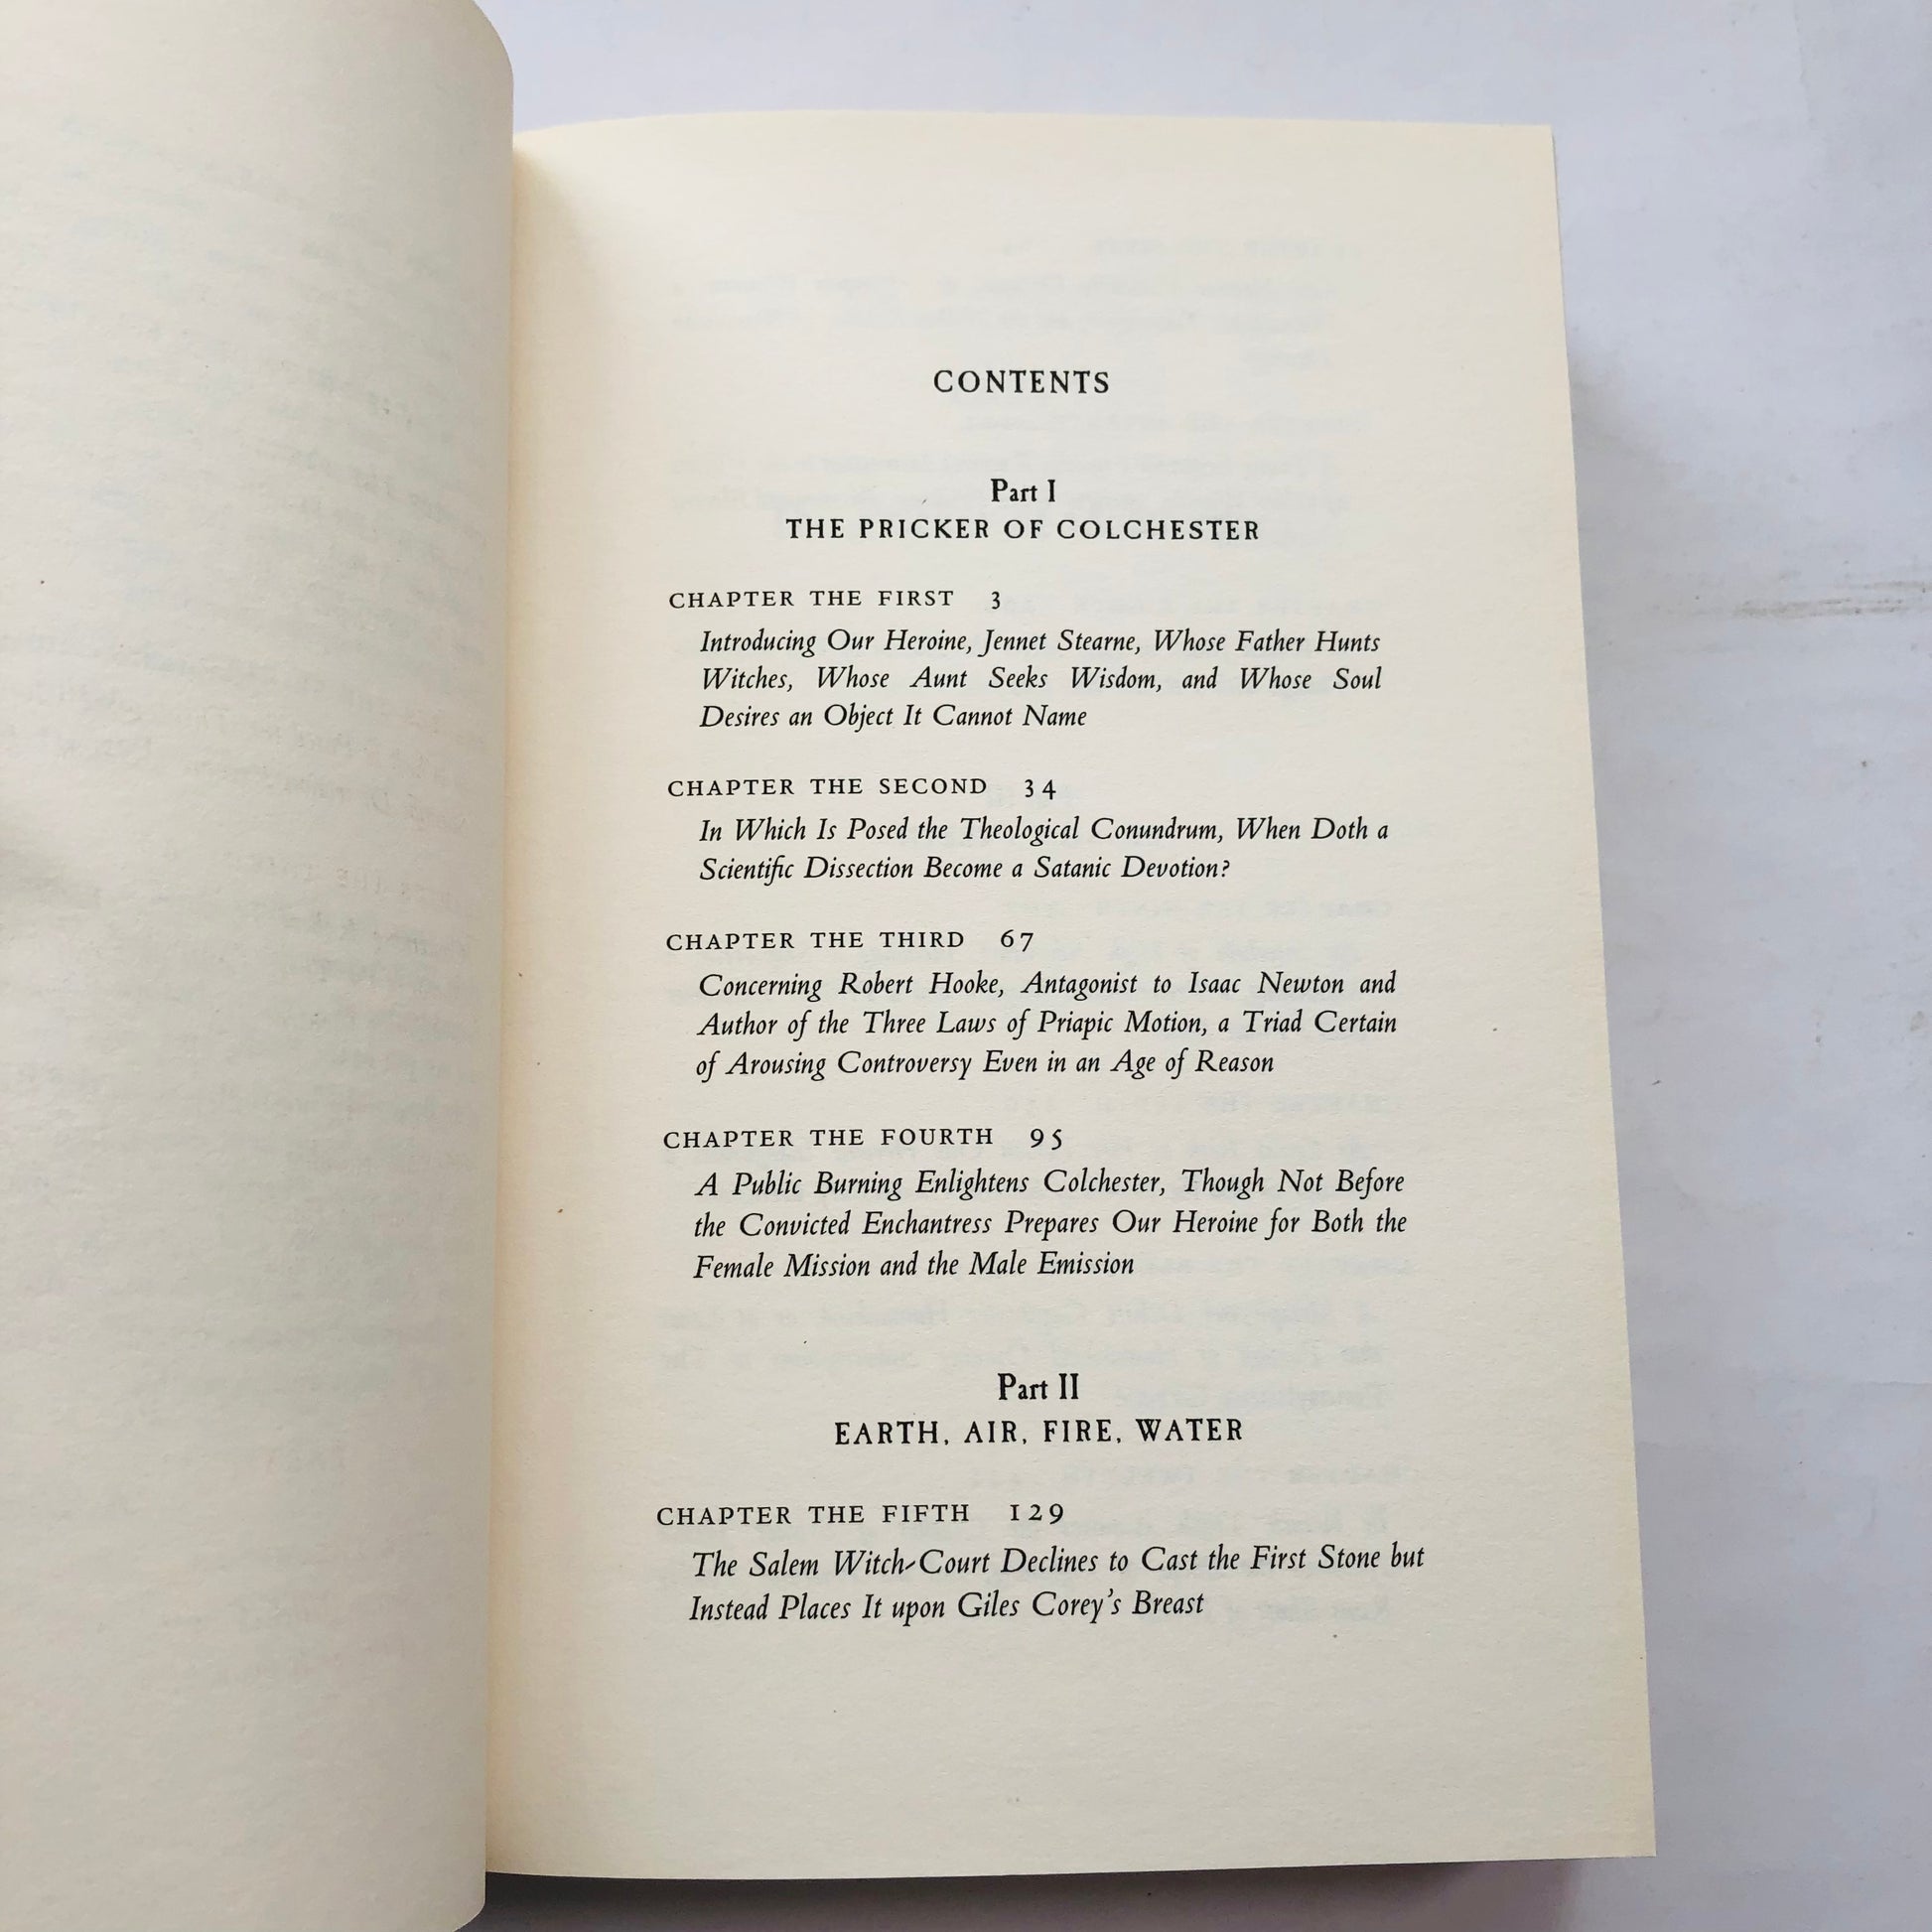 CONTENTS
Part I
THE PRICKER OF COLCHESTER
CHAPTER THE FIRST 3
Introducing Our Heroine, Jennet Stearne, Whose Father Hunts
Witches, Whose Aunt Seeks Wisdom, and Whose Soul
Desires an Object It Cannot Name
CHAPTER THE SECOND 34
In Which Is Posed the Theological Conundrum, When Doth a
Scientific Dissection Become a Satanic Devotion?
CHAPTER THE THIRD 67
Concerning Robert Hooke, Antagonist to Isaac Newton and
Author of the Three Laws of Priapic Motion, a Triad Certain
of Arousing Controversy Even in an Age of Reason
CHAPTER THE FOURTH 95
A Public Burning Enlightens Colchester, Though Not Before
the Convicted Enchantress Prepares Our Heroine for Both the
Female Mission and the Male Emission
Part II
EARTH, AIR, FIRE, WATER
CHAPTER THE FIFTH 129
The Salem Witch-Court Declines to Cast the First Stone but
Instead Places It upon Giles Corey's Breast